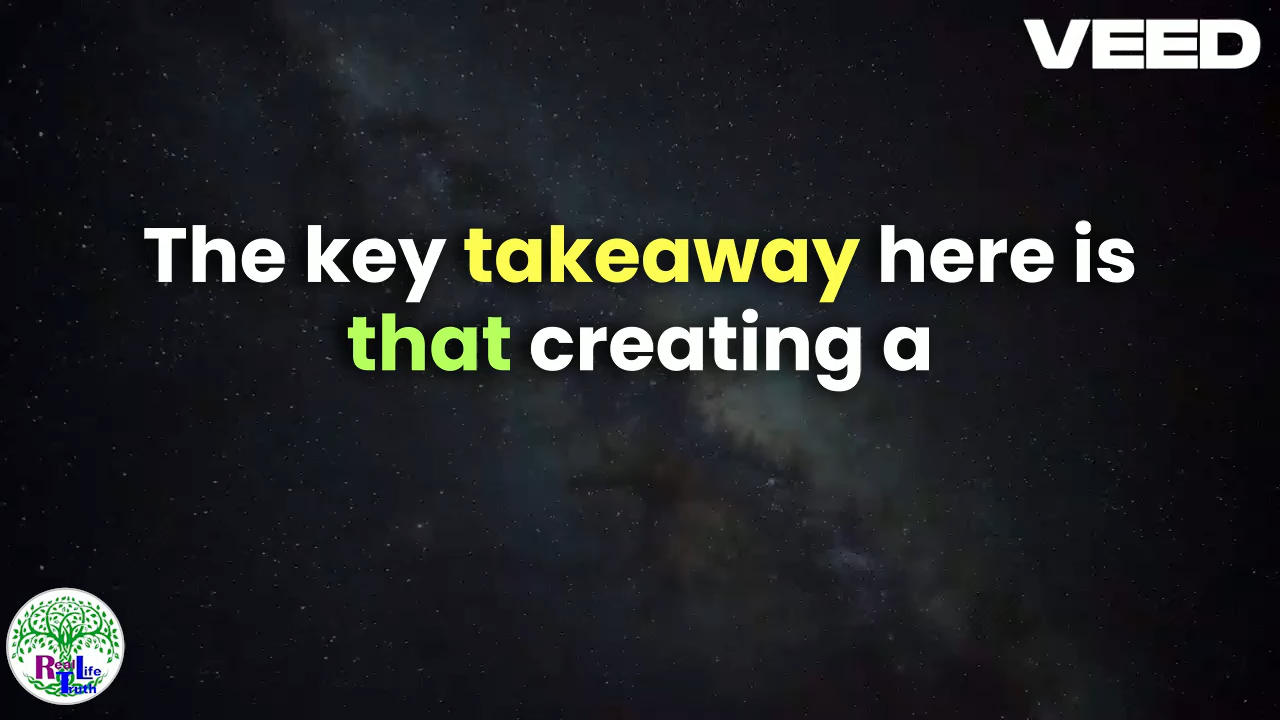 VEED
The key takeaway here is
that creating a
Real Life
Truth